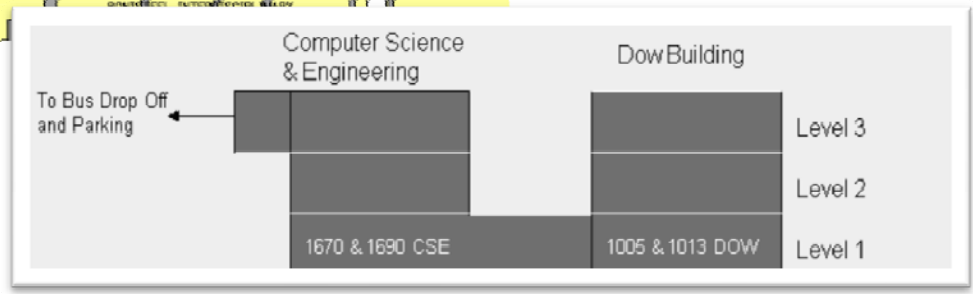 Computer Science
& Engineering
Dow Building
To Bus Drop Off
and Parking
Level 3
Level 2
1670 & 1690 CSE
1005 & 1013 DOW
Level 1